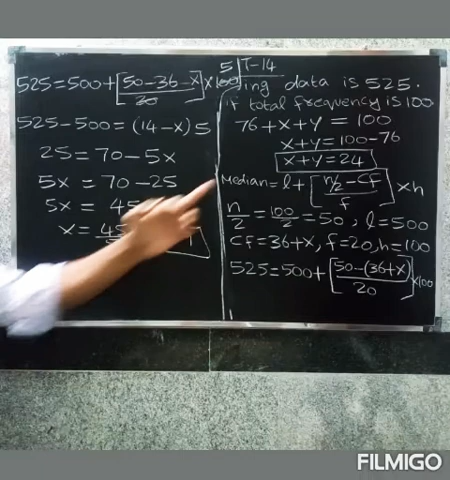 525=500+[50-36-x/20]×100
525-500=(14-x)5
25=70-5x
5x=70-25
5x=45
x=45
5 T-14
ing data is 525.
if total frequency is 100
76+x+y=100
x+y=100-76
x+y=24
Median=l+[n/2-Cf/f]×h
n/2=100/2=50, l=500
Cf=36+x, f=20, h=100
525=500+[50-(36+x)/20]×100
FILMIGO